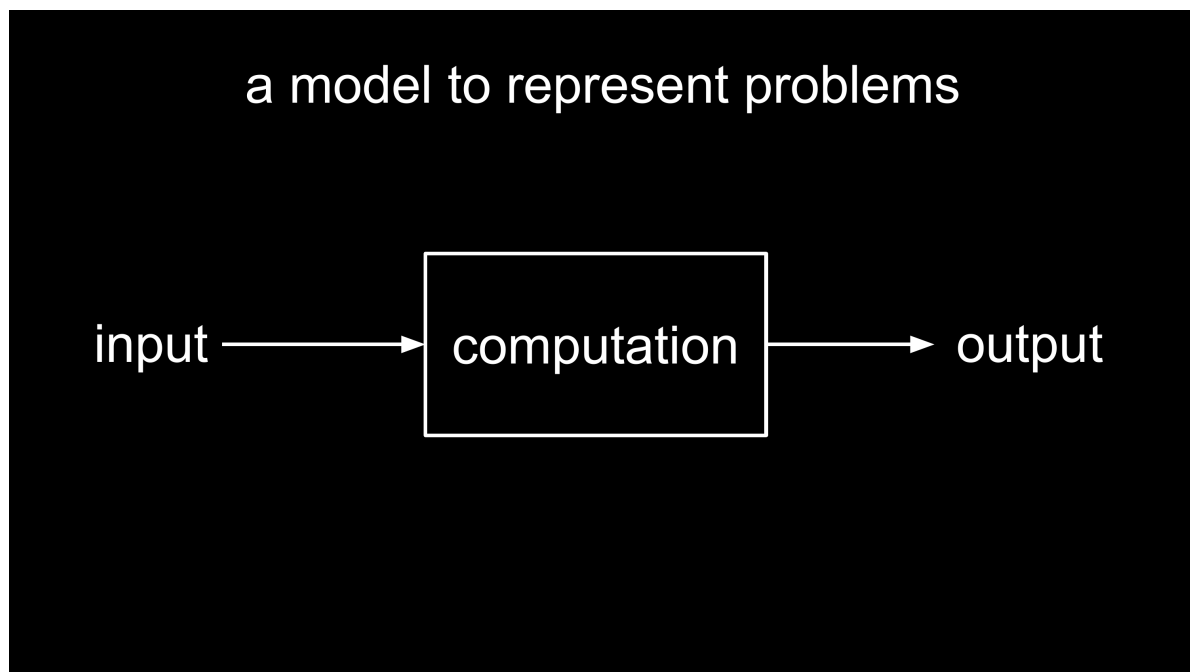 a model to represent problems
input computation output